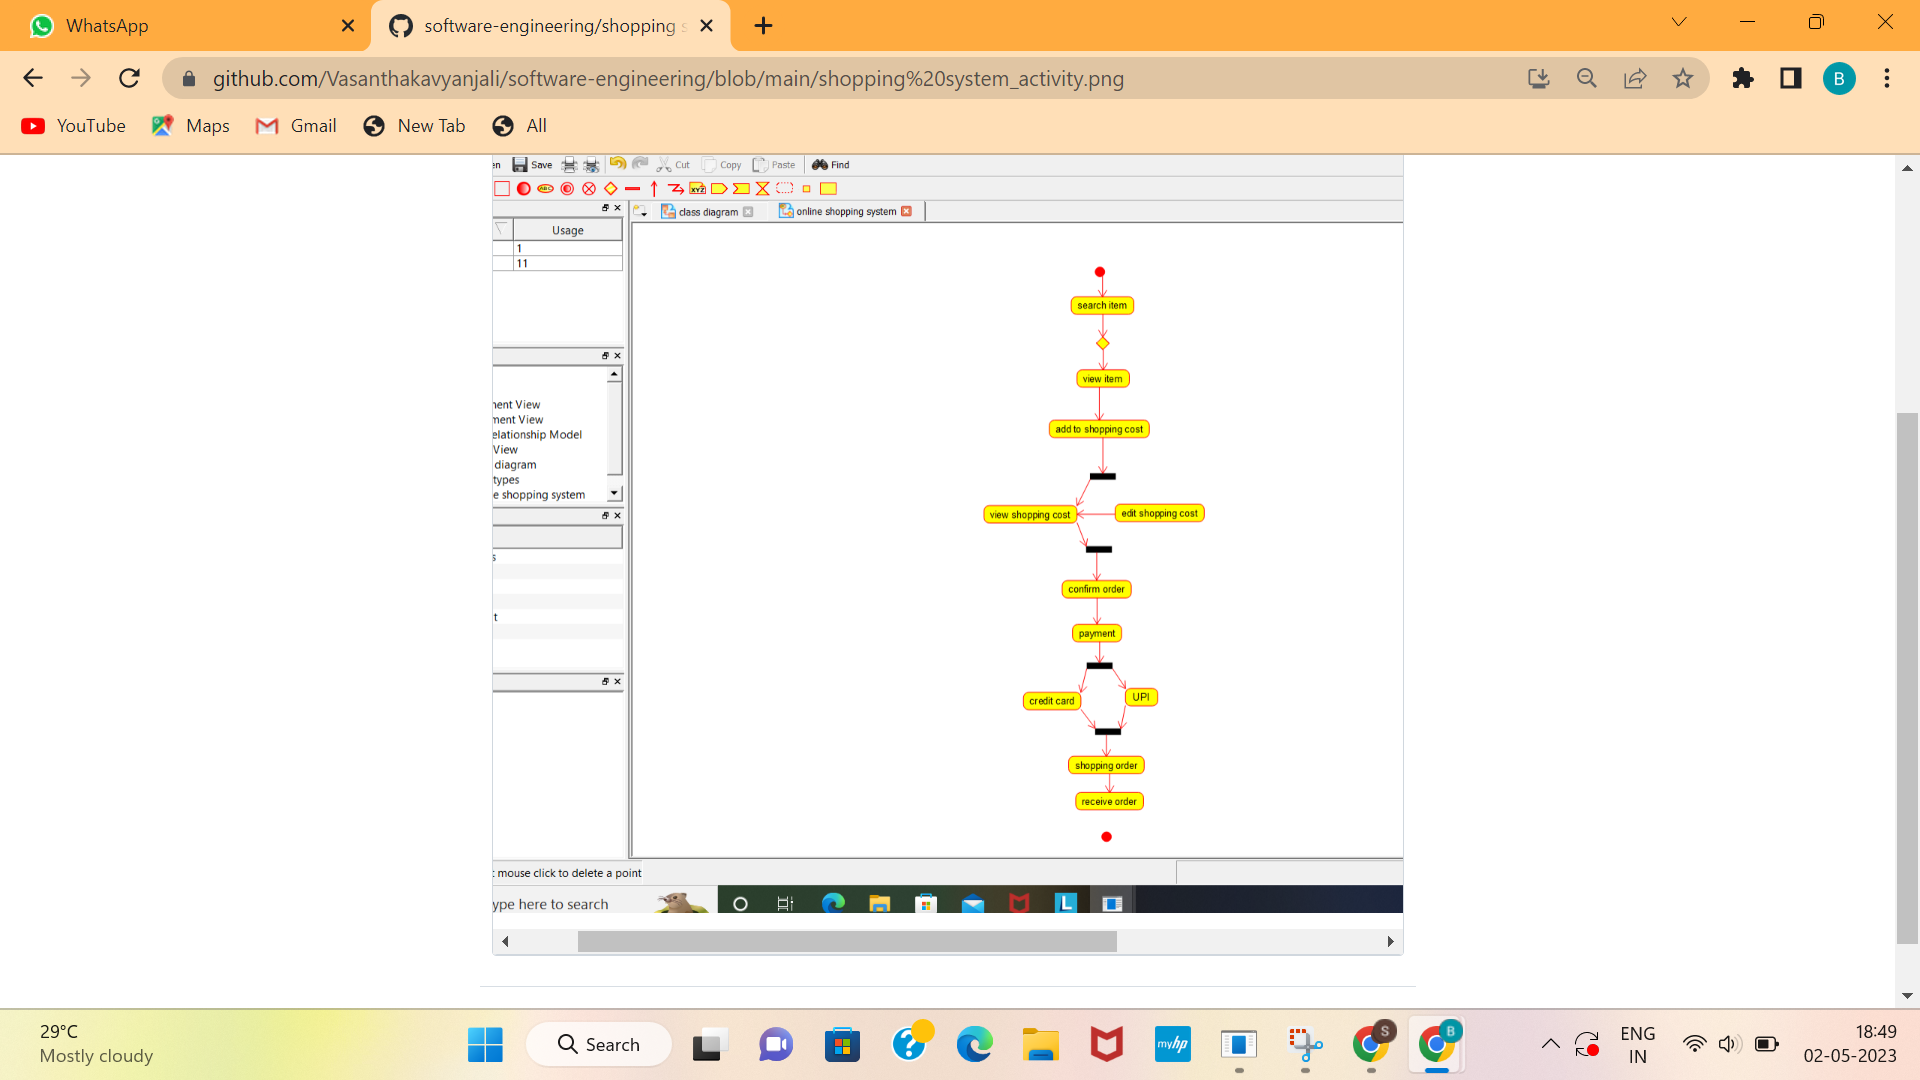 WhatsApp
software-engineering/shopping s
github.com/Vasanthakavyanjali/software-engineering/blob/main/shopping%20system_activity.png
B
YouTube
Maps
Gmail
New Tab
All
en
Save
Cut
Copy
Paste
Find
ABC
XYZ
class diagram
online shopping system
Usage
1
11
search item
view item
nent View
ment View
elationship Model
View
diagram
types
e shopping system
add to shopping cost
view shopping cost
edit shopping cost
s
confirm order
t
payment
credit card
UPI
shopping order
receive order
: mouse click to delete a point
ype here to search
L
29°C
Mostly cloudy
Search
?
myhp
S
B
ENG
IN
18:49
02-05-2023